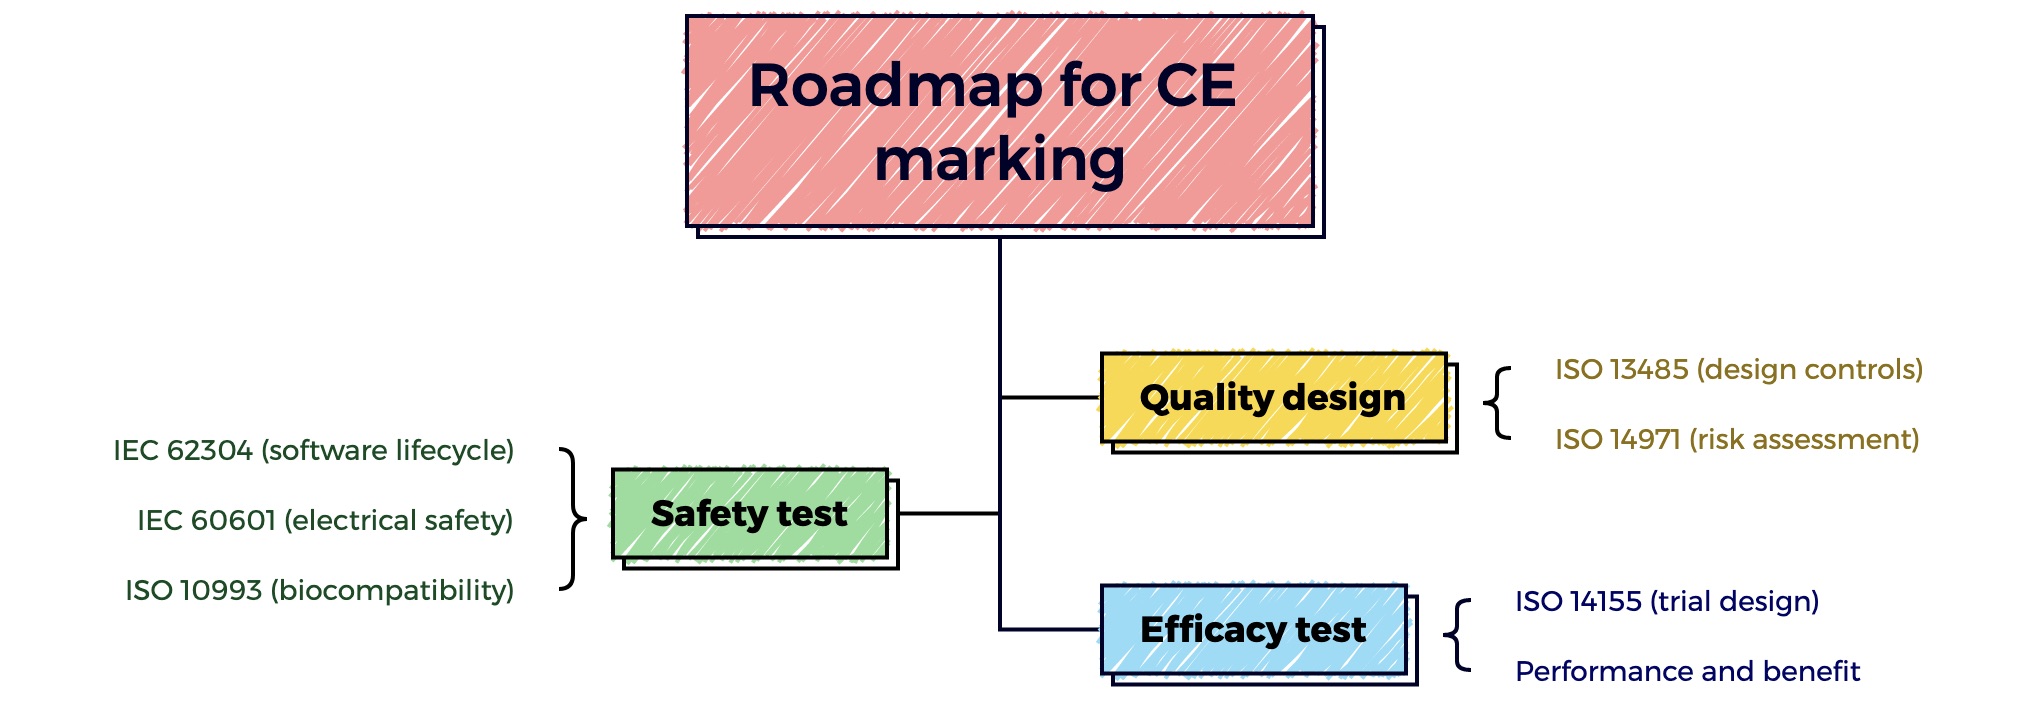 Roadmap for CE
marking
Quality design
ISO 13485 (design controls)
ISO 14971 (risk assessment)
Safety test
IEC 62304 (software lifecycle)
IEC 60601 (electrical safety)
ISO 10993 (biocompatibility)
Efficacy test
ISO 14155 (trial design)
Performance and benefit